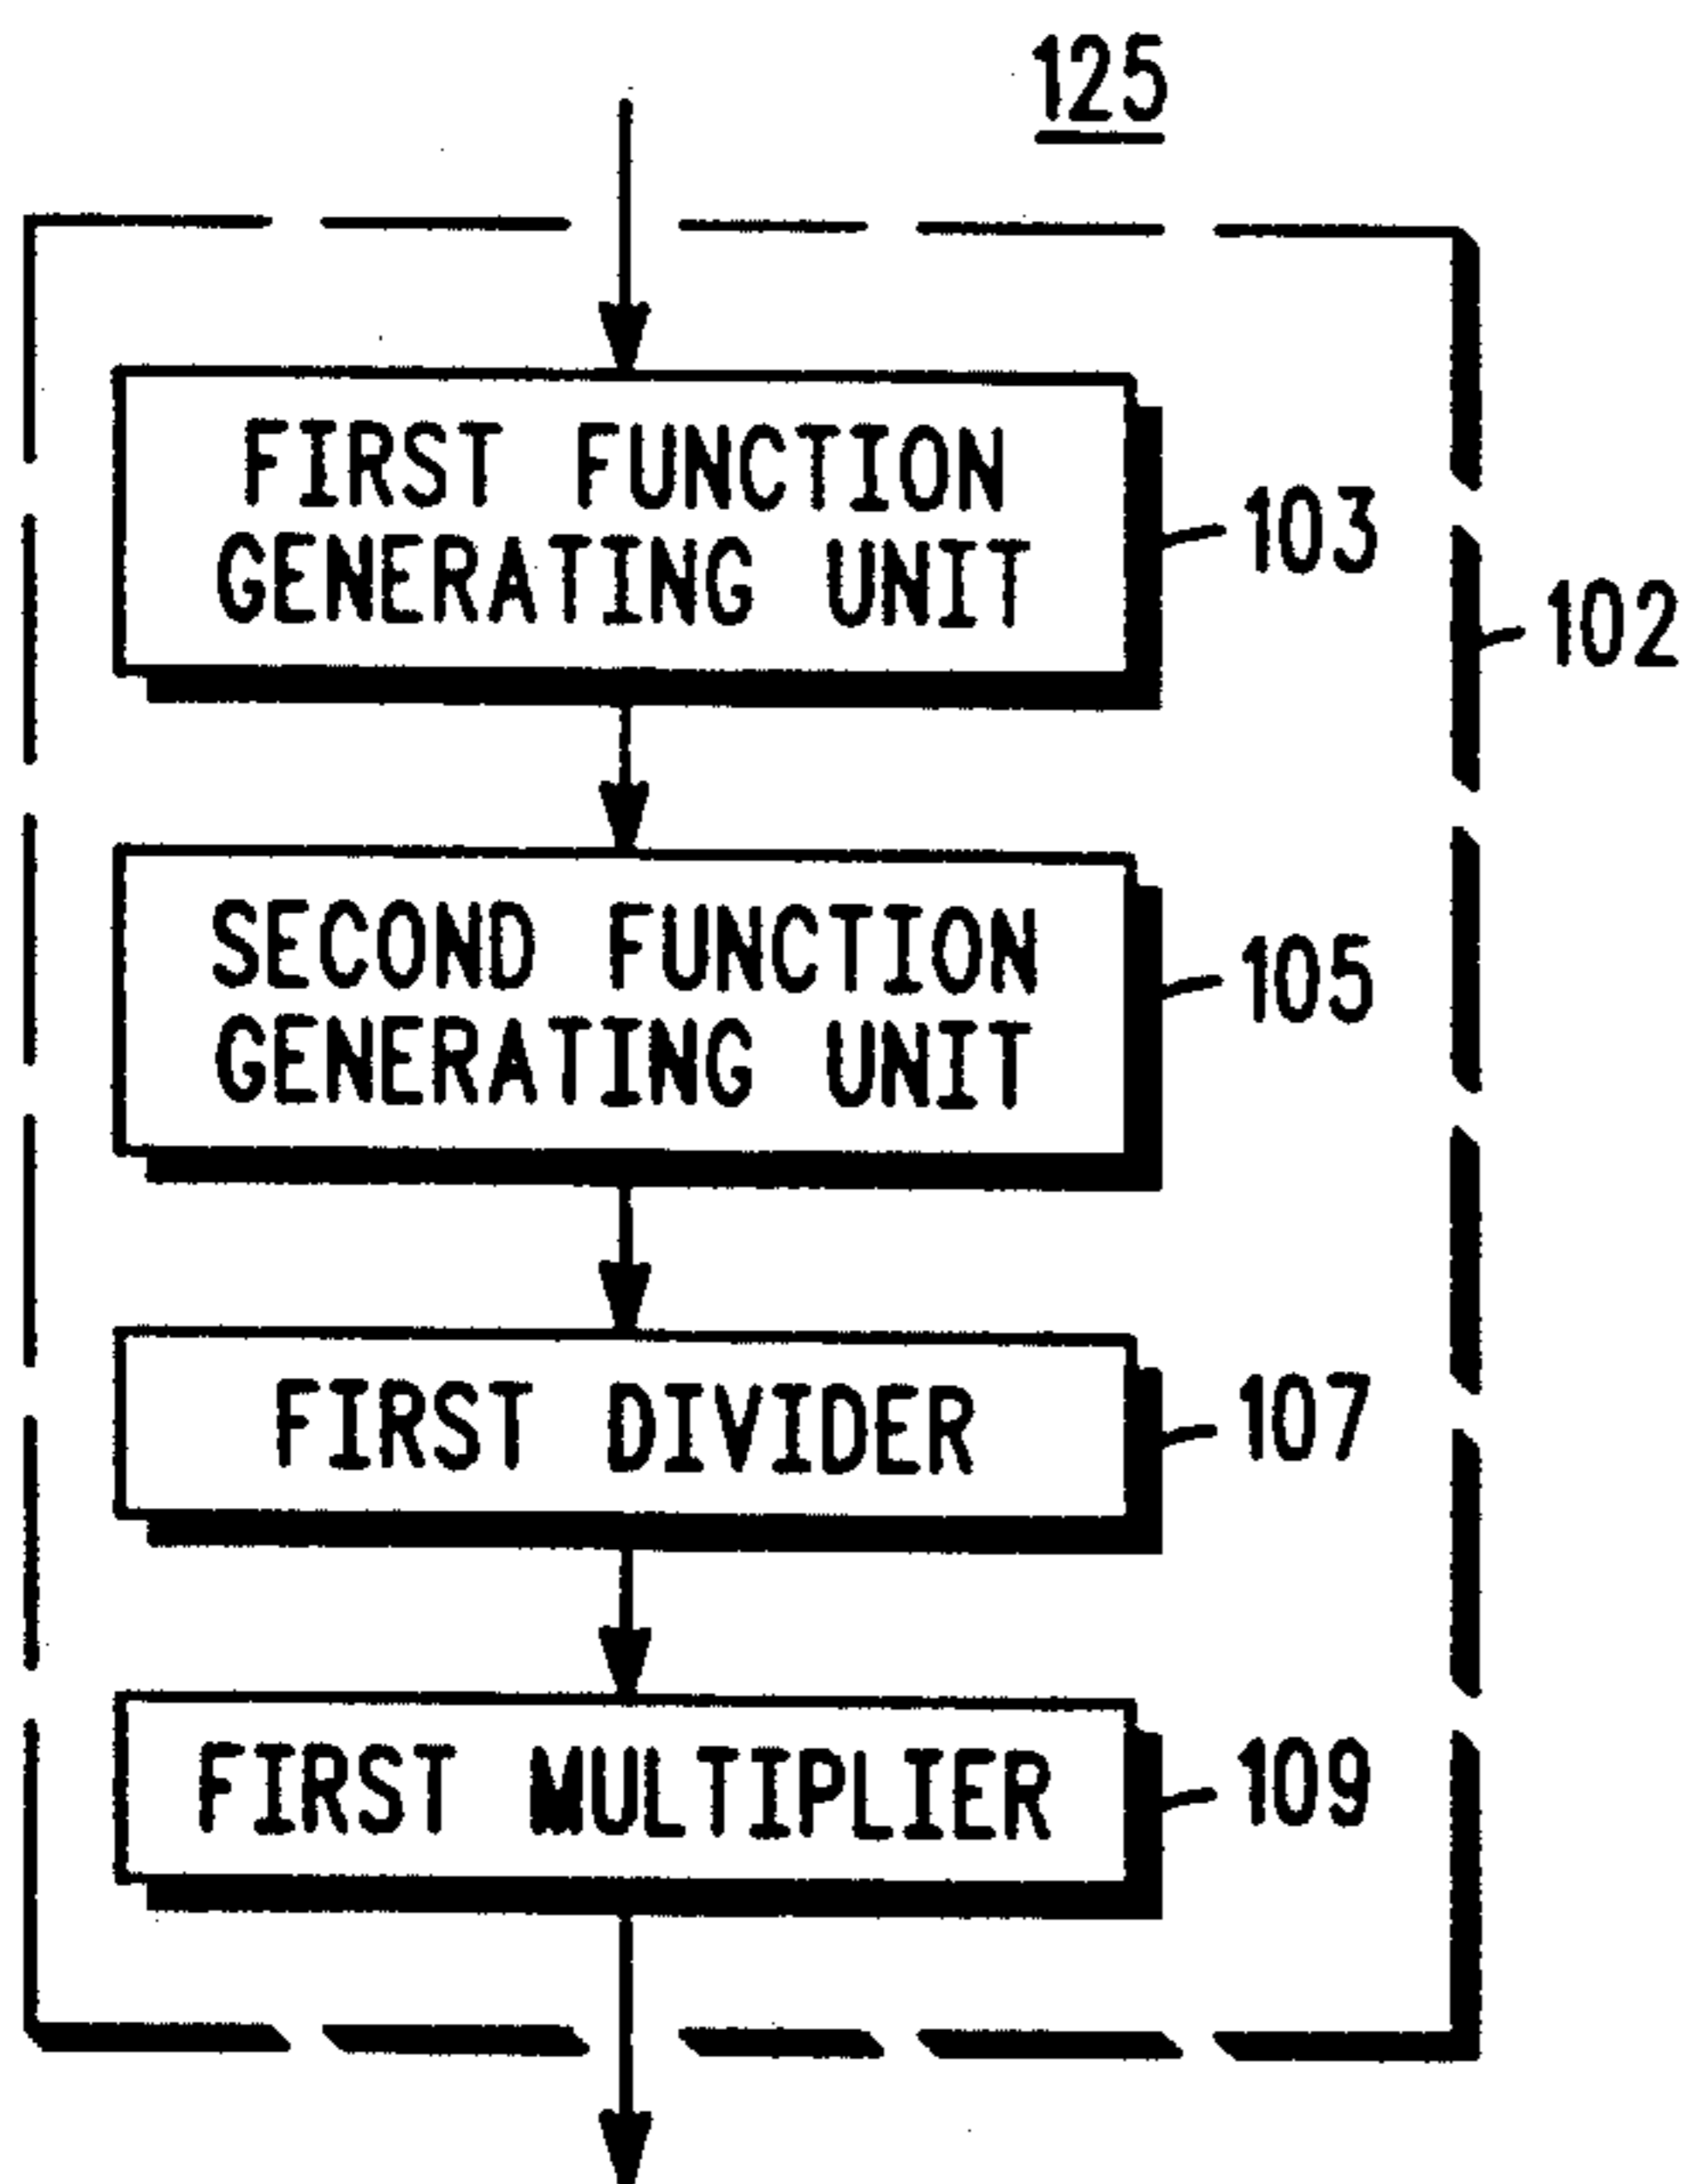 125
FIRST FUNCTION
GENERATING UNIT
103
102
SECOND FUNCTION
GENERATING UNIT
105
FIRST DIVIDER
107
FIRST MULTIPLIER
109